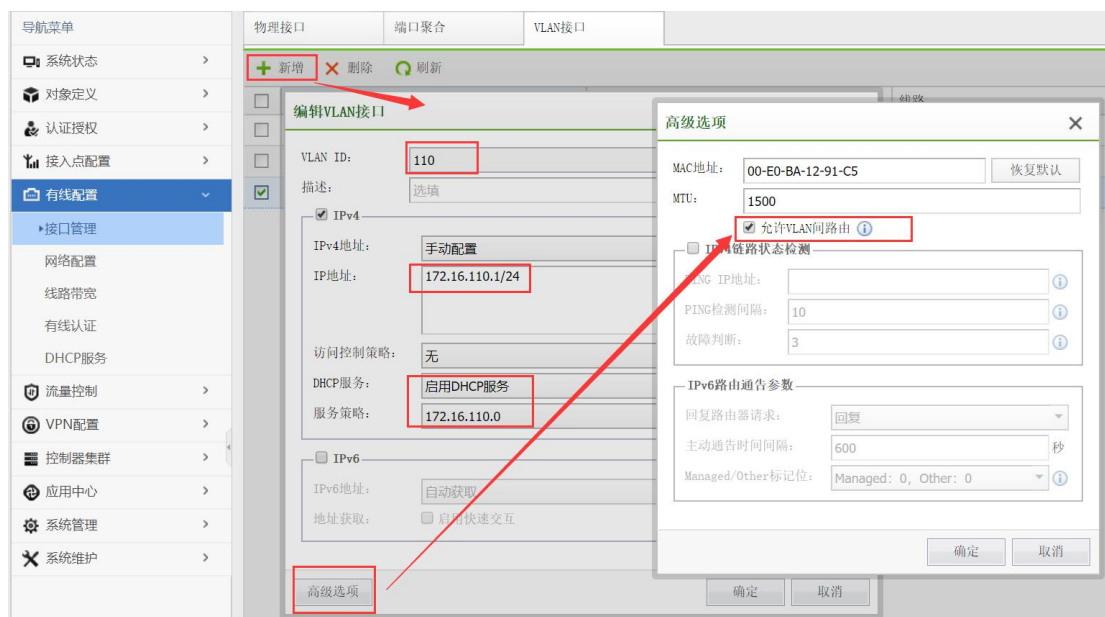 导航菜单
系统状态
对象定义
认证授权
接入点配置
有线配置
接口管理
网络配置
线路带宽
有线认证
DHCP服务
流量控制
VPN配置
控制器集群
应用中心
系统管理
系统维护
物理接口
端口聚合
VLAN接口
新增
删除
刷新
线路
编辑VLAN接口
VLAN ID:
110
描述:
选填
IPv4
IPv4地址:
手动配置
IP地址:
172.16.110.1/24
访问控制策略:
无
DHCP服务:
启用DHCP服务
服务策略:
172.16.110.0
IPv6
IPv6地址:
自动获取
地址获取:
启用快速交互
高级选项
确定
取消
高级选项
MAC地址:
00-E0-BA-12-91-C5
恢复默认
MTU:
1500
允许VLAN间路由
IPv4链路状态检测
PING IP地址:
PING检测间隔:
10
故障判断:
3
IPv6路由通告参数
回复路由器请求:
回复
主动通告时间间隔:
600
秒
Managed/Other标记位:
Managed: 0, Other: 0
确定
取消